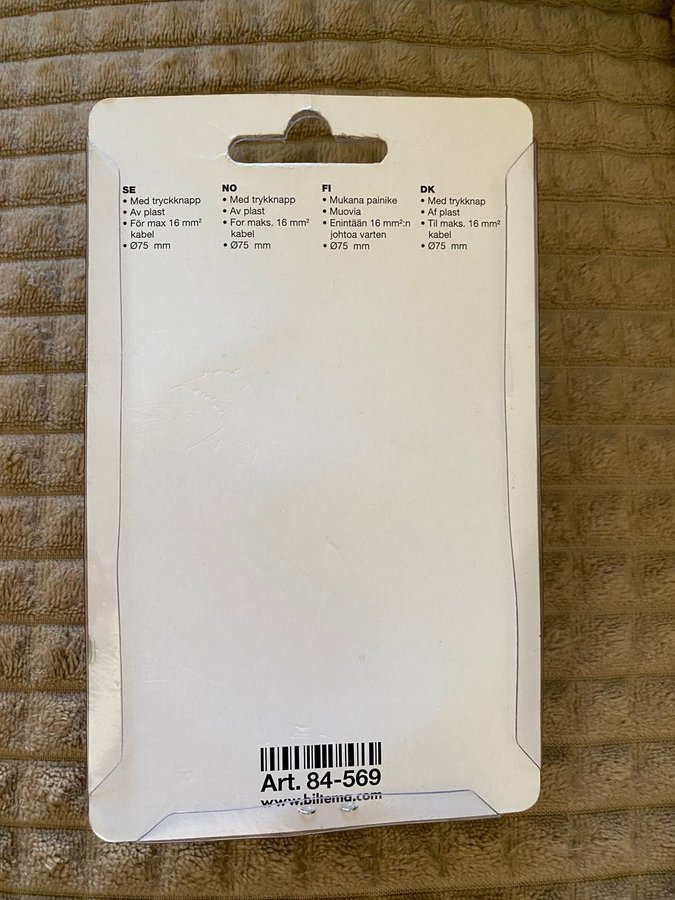 SE
• Med tryckknapp
• Av plast
• För max 16 mm²
kabel
• Ø75 mm
NO
• Med trykknapp
• Av plast
• For maks. 16 mm²
kabel
• Ø75 mm
FI
• Mukana painike
• Muovia
• Enintään 16 mm²:n
johtoa varten
• Ø75 mm
DK
• Med trykknap
• Af plast
• Til maks. 16 mm²
kabel
• Ø75 mm
Art. 84-569
www.biltema.com